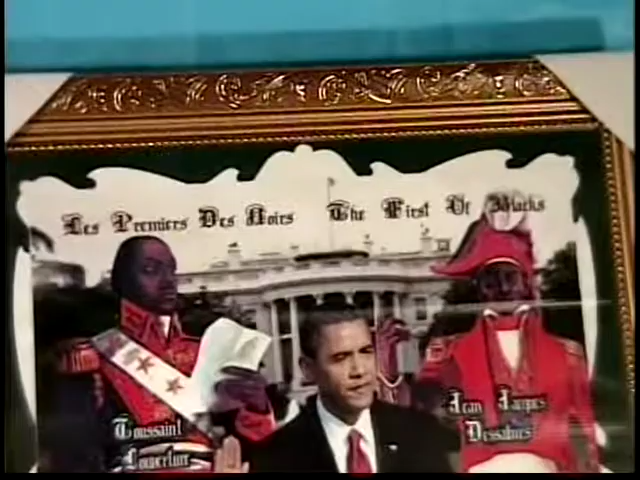 Les Premiers Des Noirs The First Of Blacks
Toussaint
Louverture
Jean Jacques
Dessalines